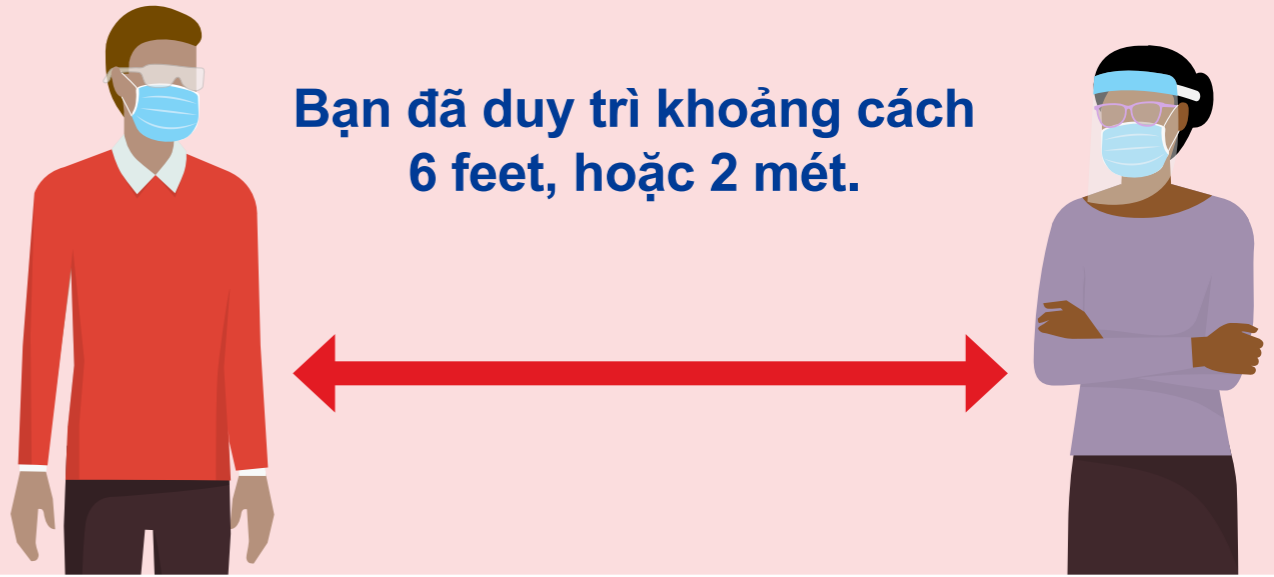 Bạn đã duy trì khoảng cách
6 feet, hoặc 2 mét.